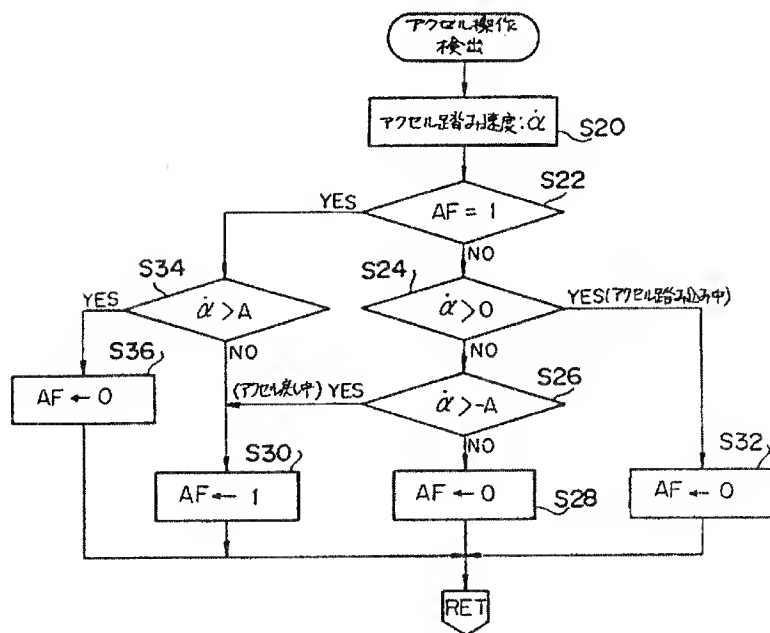 アクセル操作
検出
アクセル踏み速度:α̇
S20
S22
YES
AF = 1
NO
S34
S24
YES
α̇ > A
α̇ > 0
YES(アクセル踏み込み中)
NO
NO
S36
S26
AF ← 0
(アクセル戻し中) YES
α̇ > -A
NO
S30
S32
AF ← 1
AF ← 0
S28
AF ← 0
RET